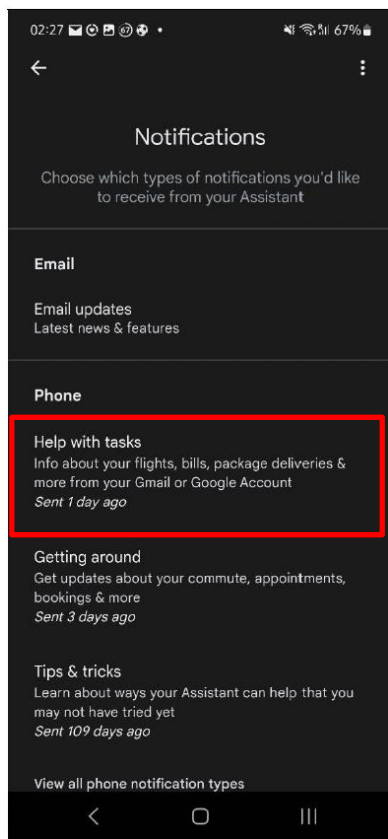 02:27
67%
Notifications
Choose which types of notifications you'd like
to receive from your Assistant
Email
Email updates
Latest news & features
Phone
Help with tasks
Info about your flights, bills, package deliveries &
more from your Gmail or Google Account
Sent 1 day ago
Getting around
Get updates about your commute, appointments,
bookings & more
Sent 3 days ago
Tips & tricks
Learn about ways your Assistant can help that you
may not have tried yet
Sent 109 days ago
View all phone notification types